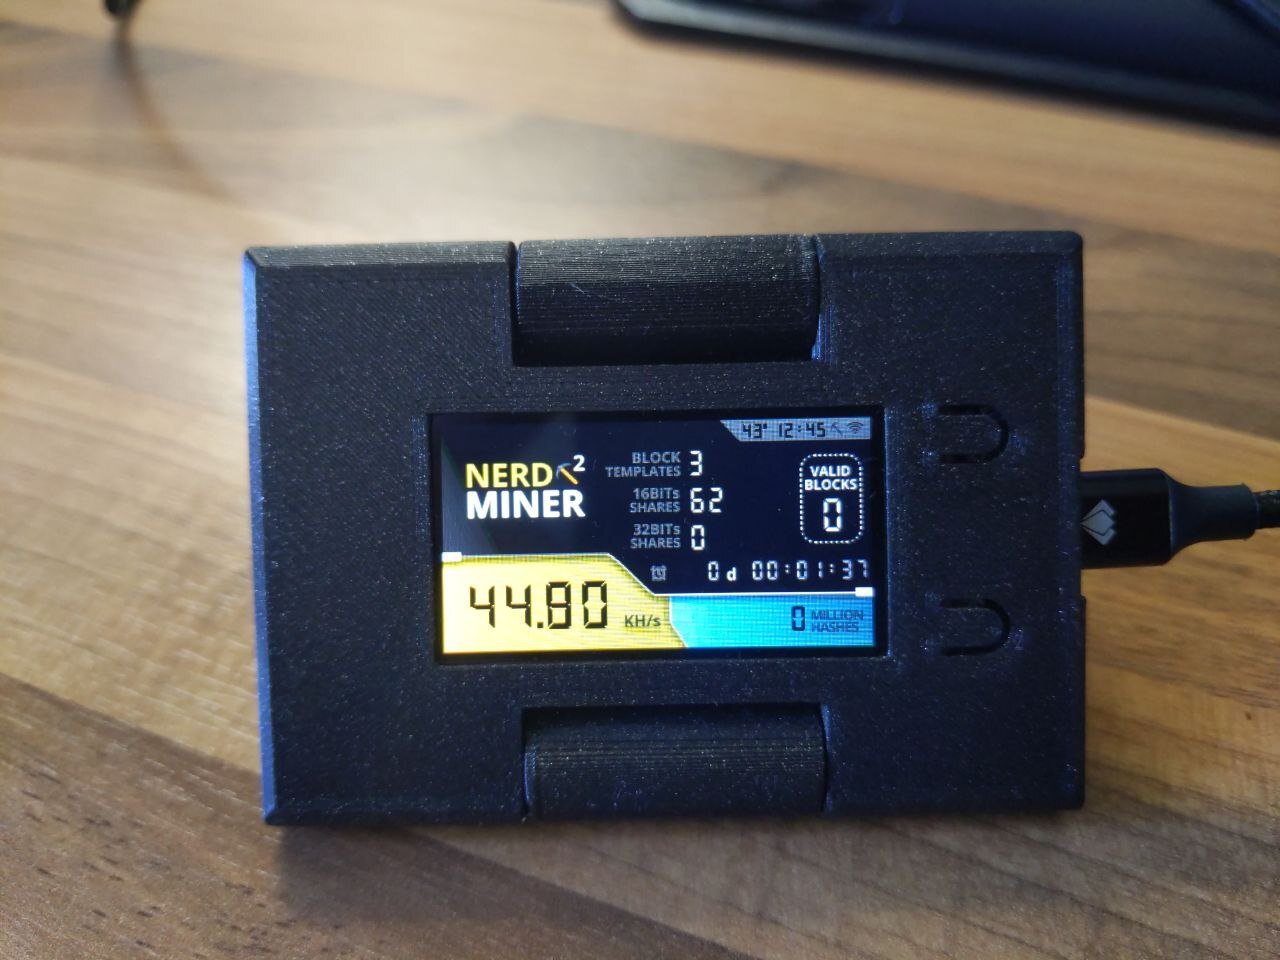 43° 12:45
NERD 2
MINER
BLOCK
TEMPLATES 3
16BITs
SHARES 62
32BITs
SHARES 0
VALID
BLOCKS
0
0 d 00:01:37
44.80 KH/s
0 MILLION
HASHES